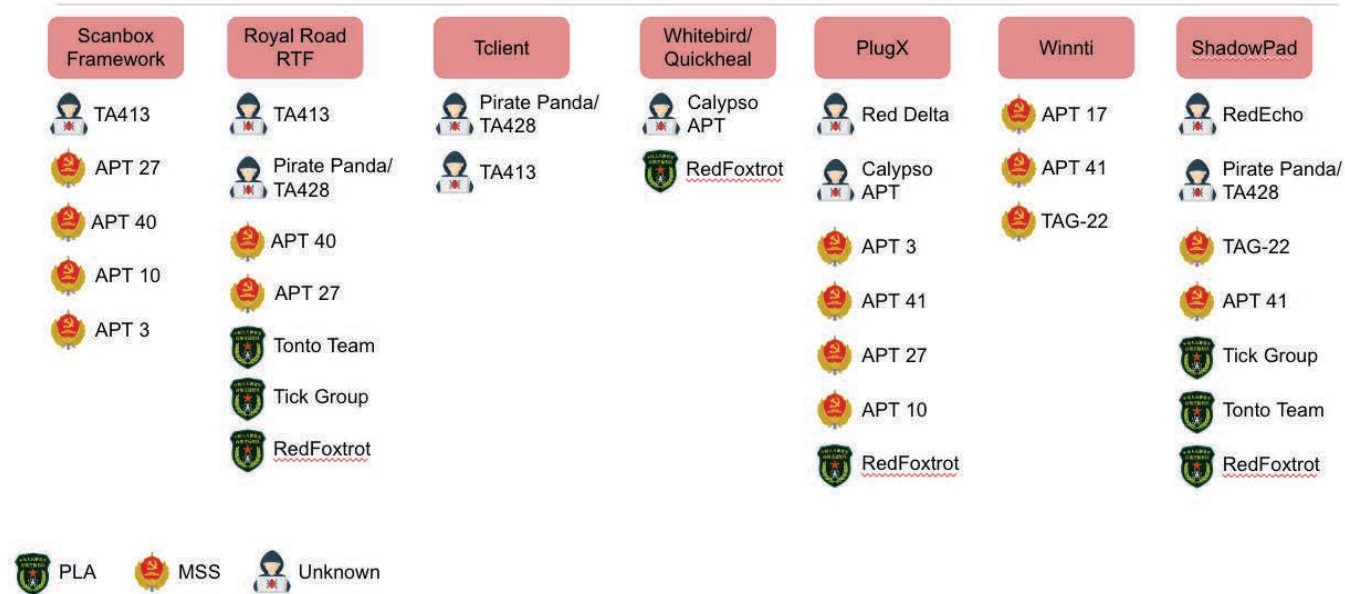 Scanbox
Framework
TA413
APT 27
APT 40
APT 10
APT 3
Royal Road
RTF
TA413
Pirate Panda/
TA428
APT 40
APT 27
Tonto Team
Tick Group
RedFoxtrot
Tclient
Pirate Panda/
TA428
TA413
Whitebird/
Quickheal
Calypso
APT
RedFoxtrot
PlugX
Red Delta
Calypso
APT
APT 3
APT 41
APT 27
APT 10
RedFoxtrot
Winnti
APT 17
APT 41
TAG-22
ShadowPad
RedEcho
Pirate Panda/
TA428
TAG-22
APT 41
Tick Group
Tonto Team
RedFoxtrot
PLA
MSS
Unknown